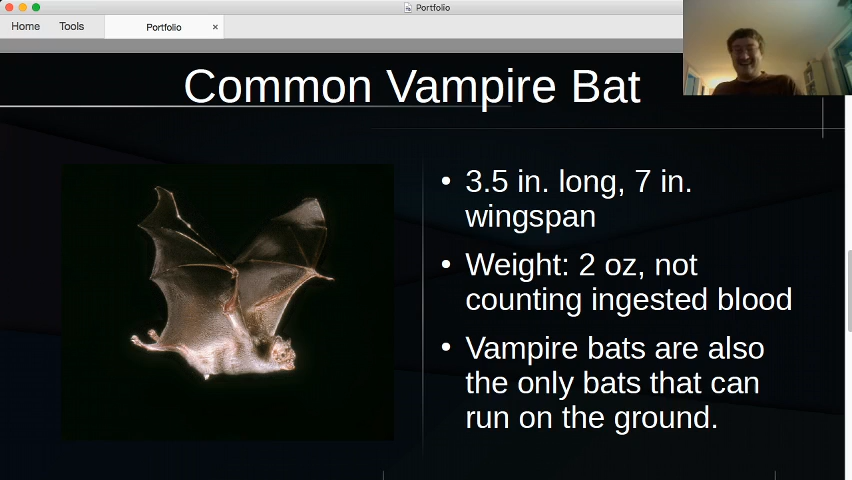 Portfolio
Home Tools Portfolio ×
Common Vampire Bat
• 3.5 in. long, 7 in.
wingspan
• Weight: 2 oz, not
counting ingested blood
• Vampire bats are also
the only bats that can
run on the ground.